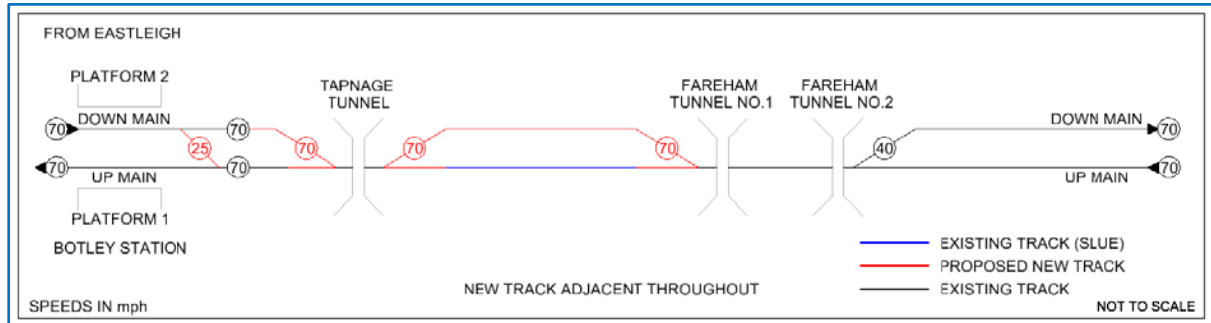 FROM EASTLEIGH
PLATFORM 2
TAPNAGE
TUNNEL
FAREHAM
TUNNEL NO.1
FAREHAM
TUNNEL NO.2
70 DOWN MAIN 70 DOWN MAIN 70
25 70 70 70 40
70 UP MAIN 70 UP MAIN 70
PLATFORM 1
BOTLEY STATION
EXISTING TRACK (SLUE)
PROPOSED NEW TRACK
NEW TRACK ADJACENT THROUGHOUT
EXISTING TRACK
SPEEDS IN mph
NOT TO SCALE